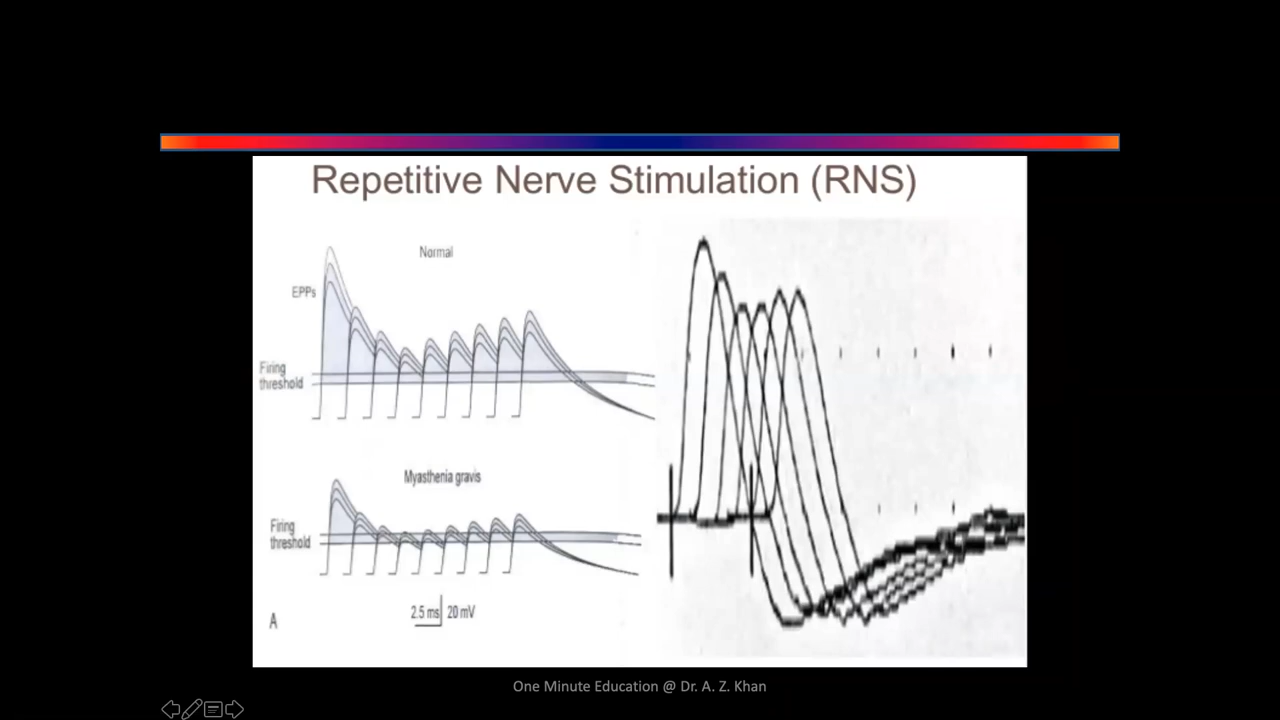 Repetitive Nerve Stimulation (RNS)
Normal
EPPs
Firing
threshold
Myasthenia gravis
Firing
threshold
A
2.5 ms 20 mV
One Minute Education @ Dr. A. Z. Khan